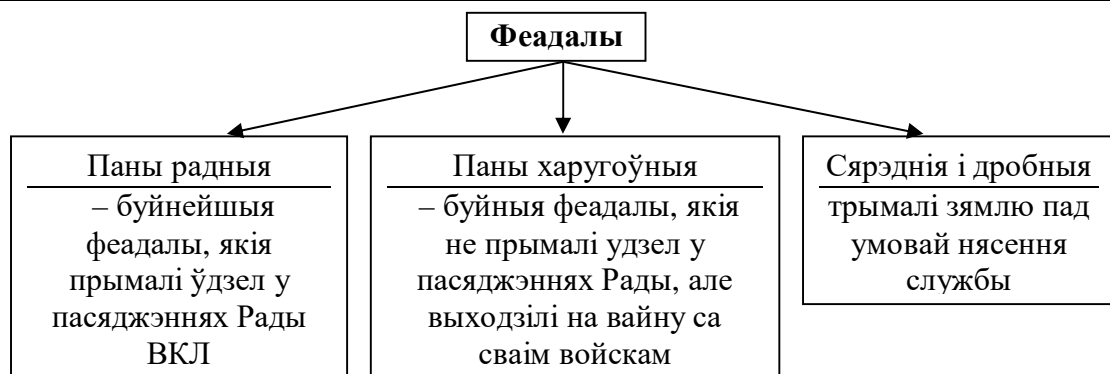 Феадалы
Паны радныя
– буйнейшыя
феадалы, якія
прымалі ўдзел у
пасяджэннях Рады
ВКЛ
Паны харугоўныя
– буйныя феадалы, якія
не прымалі удзел у
пасяджэннях Рады, але
выходзілі на вайну са
сваім войскам
Сярэднія і дробныя
трымалі зямлю пад
умовай нясення
службы